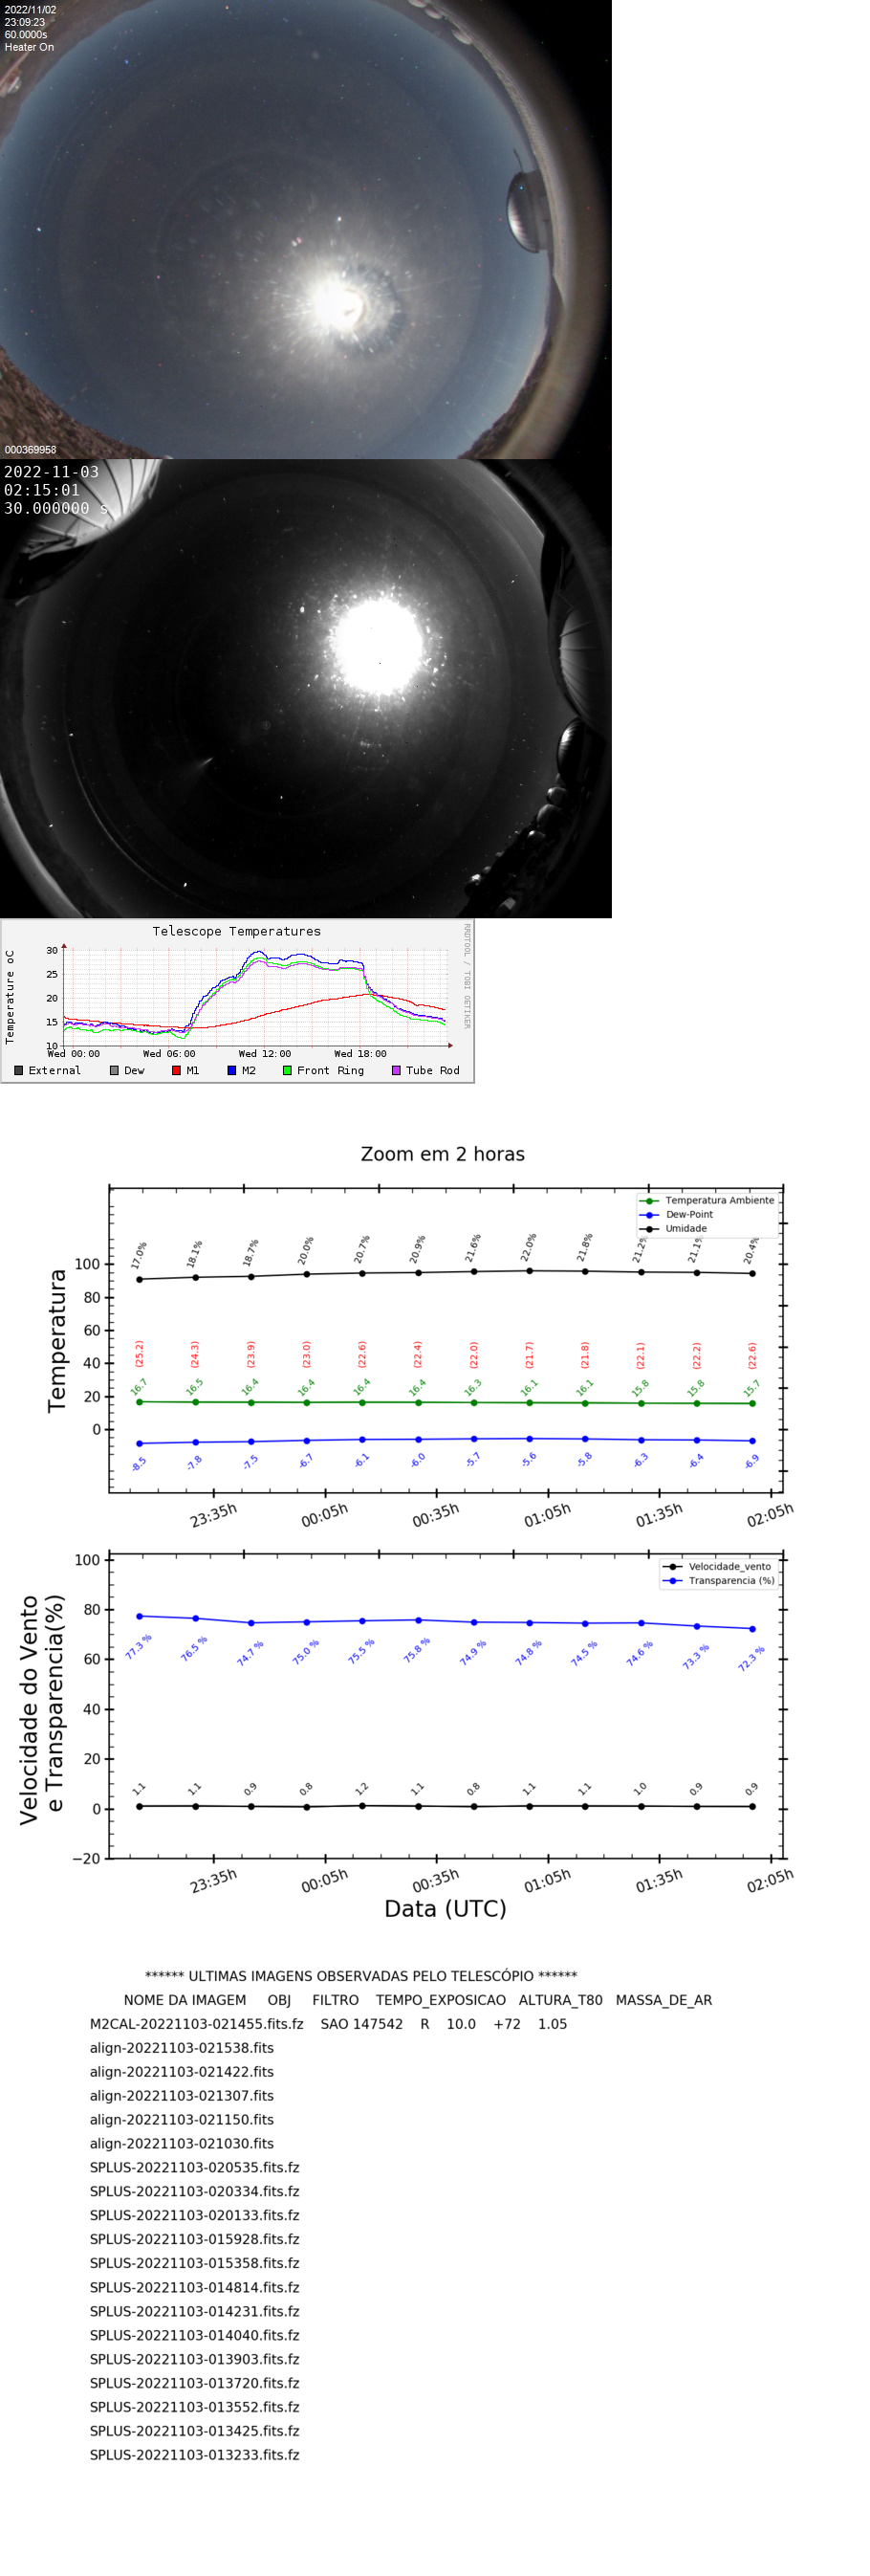 2022/11/02
23:09:23
60.0000s
Heater On
000369958
2022-11-03
02:15:01
30.000000 s
Telescope Temperatures
Temperature oC
RRDTOOL / TOBI OETIKER
30
25
20
15
10
Wed 00:00 Wed 06:00 Wed 12:00 Wed 18:00
External Dew M1 M2 Front Ring Tube Rod
Zoom em 2 horas
Temperatura
Temperatura Ambiente
Dew-Point
Umidade
17.0% 18.1% 18.7% 20.0% 20.7% 20.9% 21.6% 22.0% 21.8% 21.2% 21.1% 20.4%
100
80
60
40
20
0
(25.2) (24.3) (23.9) (23.0) (22.6) (22.4) (22.0) (21.7) (21.8) (22.1) (22.2) (22.6)
16.7 16.5 16.4 16.4 16.4 16.4 16.3 16.1 16.1 15.8 15.8 15.7
-8.5 -7.8 -7.5 -6.7 -6.1 -6.0 -5.7 -5.6 -5.8 -6.3 -6.4 -6.9
23:35h 00:05h 00:35h 01:05h 01:35h 02:05h
Velocidade do Vento
e Transparencia(%)
Velocidade_vento
Transparencia (%)
100
80
60
40
20
0
−20
77.3 % 76.5 % 74.7 % 75.0 % 75.5 % 75.8 % 74.9 % 74.8 % 74.5 % 74.6 % 73.3 % 72.3 %
1.1 1.1 0.9 0.8 1.2 1.1 0.8 1.1 1.1 1.0 0.9 0.9
23:35h 00:05h 00:35h 01:05h 01:35h 02:05h
Data (UTC)
****** ULTIMAS IMAGENS OBSERVADAS PELO TELESCÓPIO ******
NOME DA IMAGEM OBJ FILTRO TEMPO_EXPOSICAO ALTURA_T80 MASSA_DE_AR
M2CAL-20221103-021455.fits.fz SAO 147542 R 10.0 +72 1.05
align-20221103-021538.fits
align-20221103-021422.fits
align-20221103-021307.fits
align-20221103-021150.fits
align-20221103-021030.fits
SPLUS-20221103-020535.fits.fz
SPLUS-20221103-020334.fits.fz
SPLUS-20221103-020133.fits.fz
SPLUS-20221103-015928.fits.fz
SPLUS-20221103-015358.fits.fz
SPLUS-20221103-014814.fits.fz
SPLUS-20221103-014231.fits.fz
SPLUS-20221103-014040.fits.fz
SPLUS-20221103-013903.fits.fz
SPLUS-20221103-013720.fits.fz
SPLUS-20221103-013552.fits.fz
SPLUS-20221103-013425.fits.fz
SPLUS-20221103-013233.fits.fz